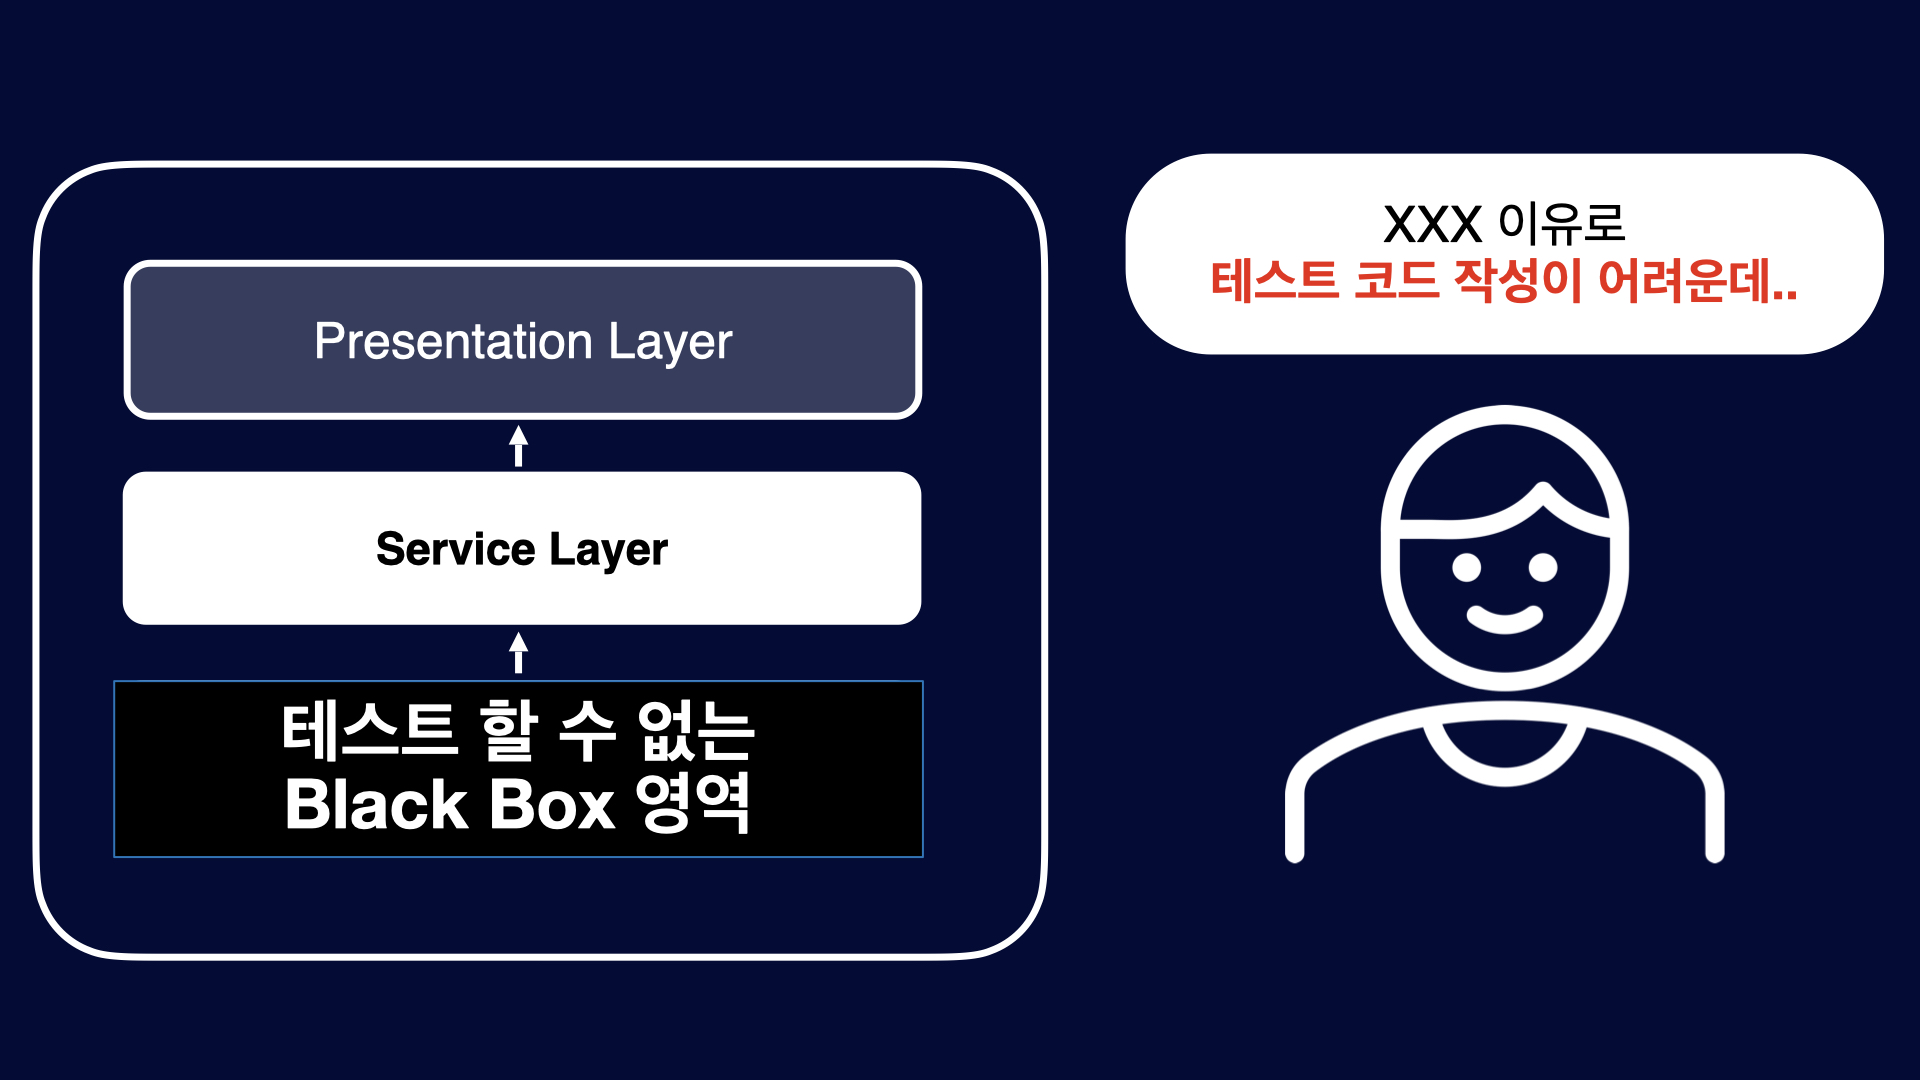 Presentation Layer
Service Layer
테스트 할 수 없는
Black Box 영역
XXX 이유로
테스트 코드 작성이 어려운데..